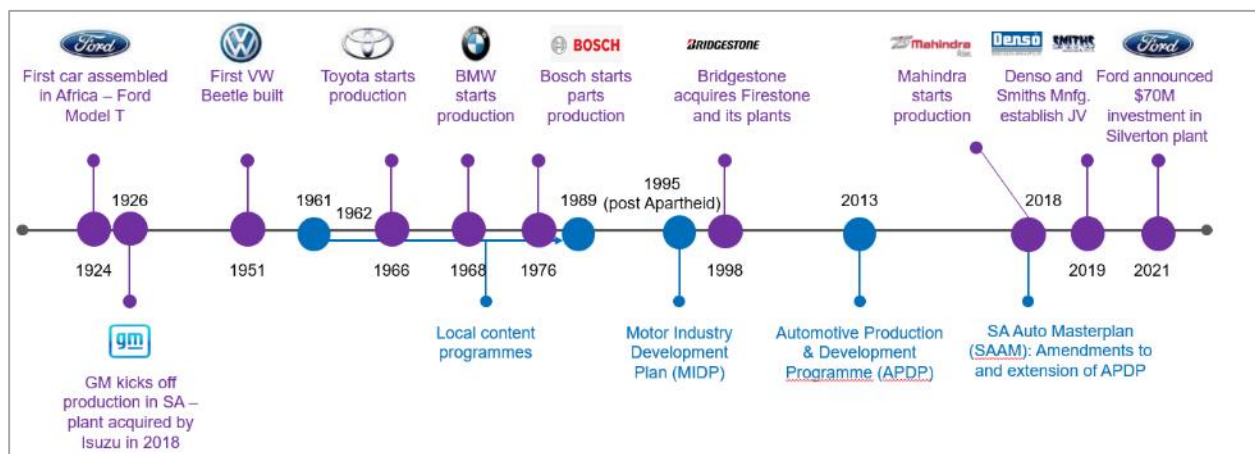 Ford
First car assembled
in Africa – Ford
Model T
First VW
Beetle built
TOYOTA
Toyota starts
production
BMW
starts
production
BOSCH
Bosch starts
parts
production
BRIDGESTONE
Bridgestone
acquires Firestone
and its plants
Mahindra
Rise.
Mahindra
starts
production
DENSO
SMITHS
Denso and
Smiths Mnfg.
establish JV
Ford
Ford announced
$70M
investment in
Silverton plant
1924
1926
1951
1961
1962
1966
1968
1976
1989
1995
(post Apartheid)
1998
2013
2018
2019
2021
gm
GM kicks off
production in SA –
plant acquired by
Isuzu in 2018
Local content
programmes
Motor Industry
Development
Plan (MIDP)
Automotive Production
& Development
Programme (APDP)
SA Auto Masterplan
(SAAM): Amendments to
and extension of APDP